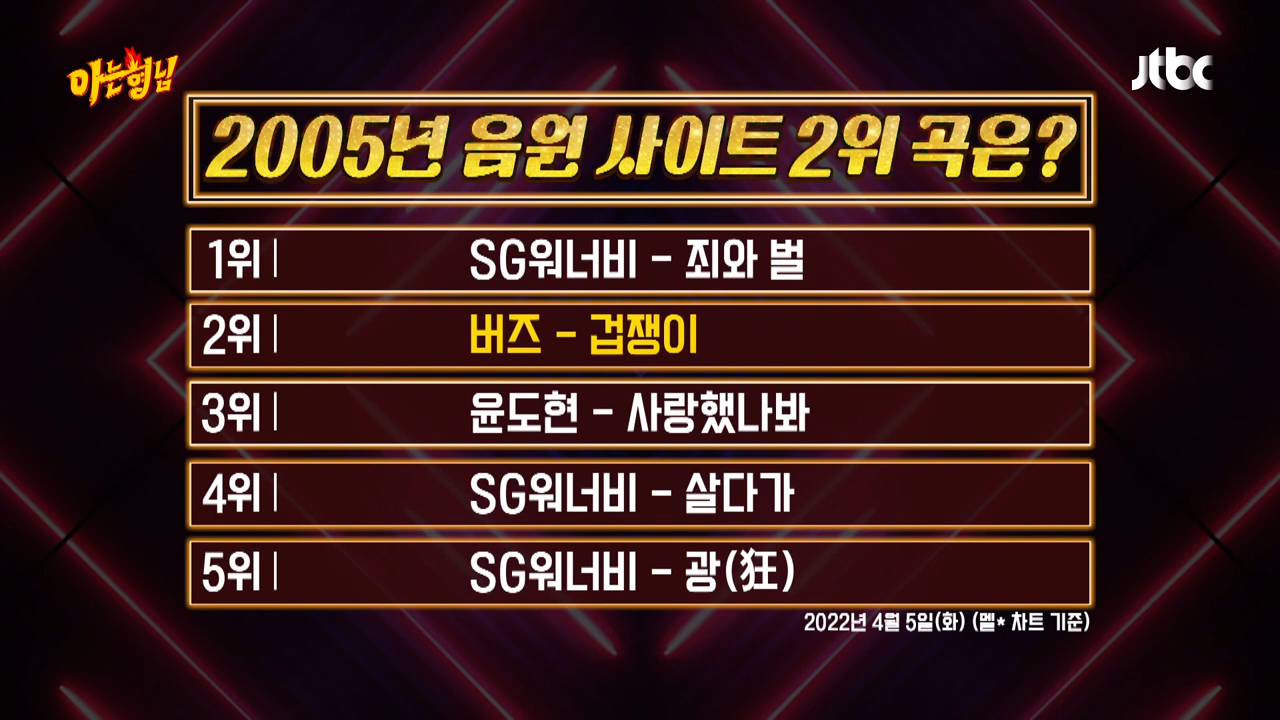 아는형님
jtbc
2005년 음원 사이트 2위 곡은?
1위 SG워너비 - 죄와 벌
2위 버즈 - 겁쟁이
3위 윤도현 - 사랑했나봐
4위 SG워너비 - 살다가
5위 SG워너비 - 광(狂)
2022년 4월 5일(화) (멜* 차트 기준)